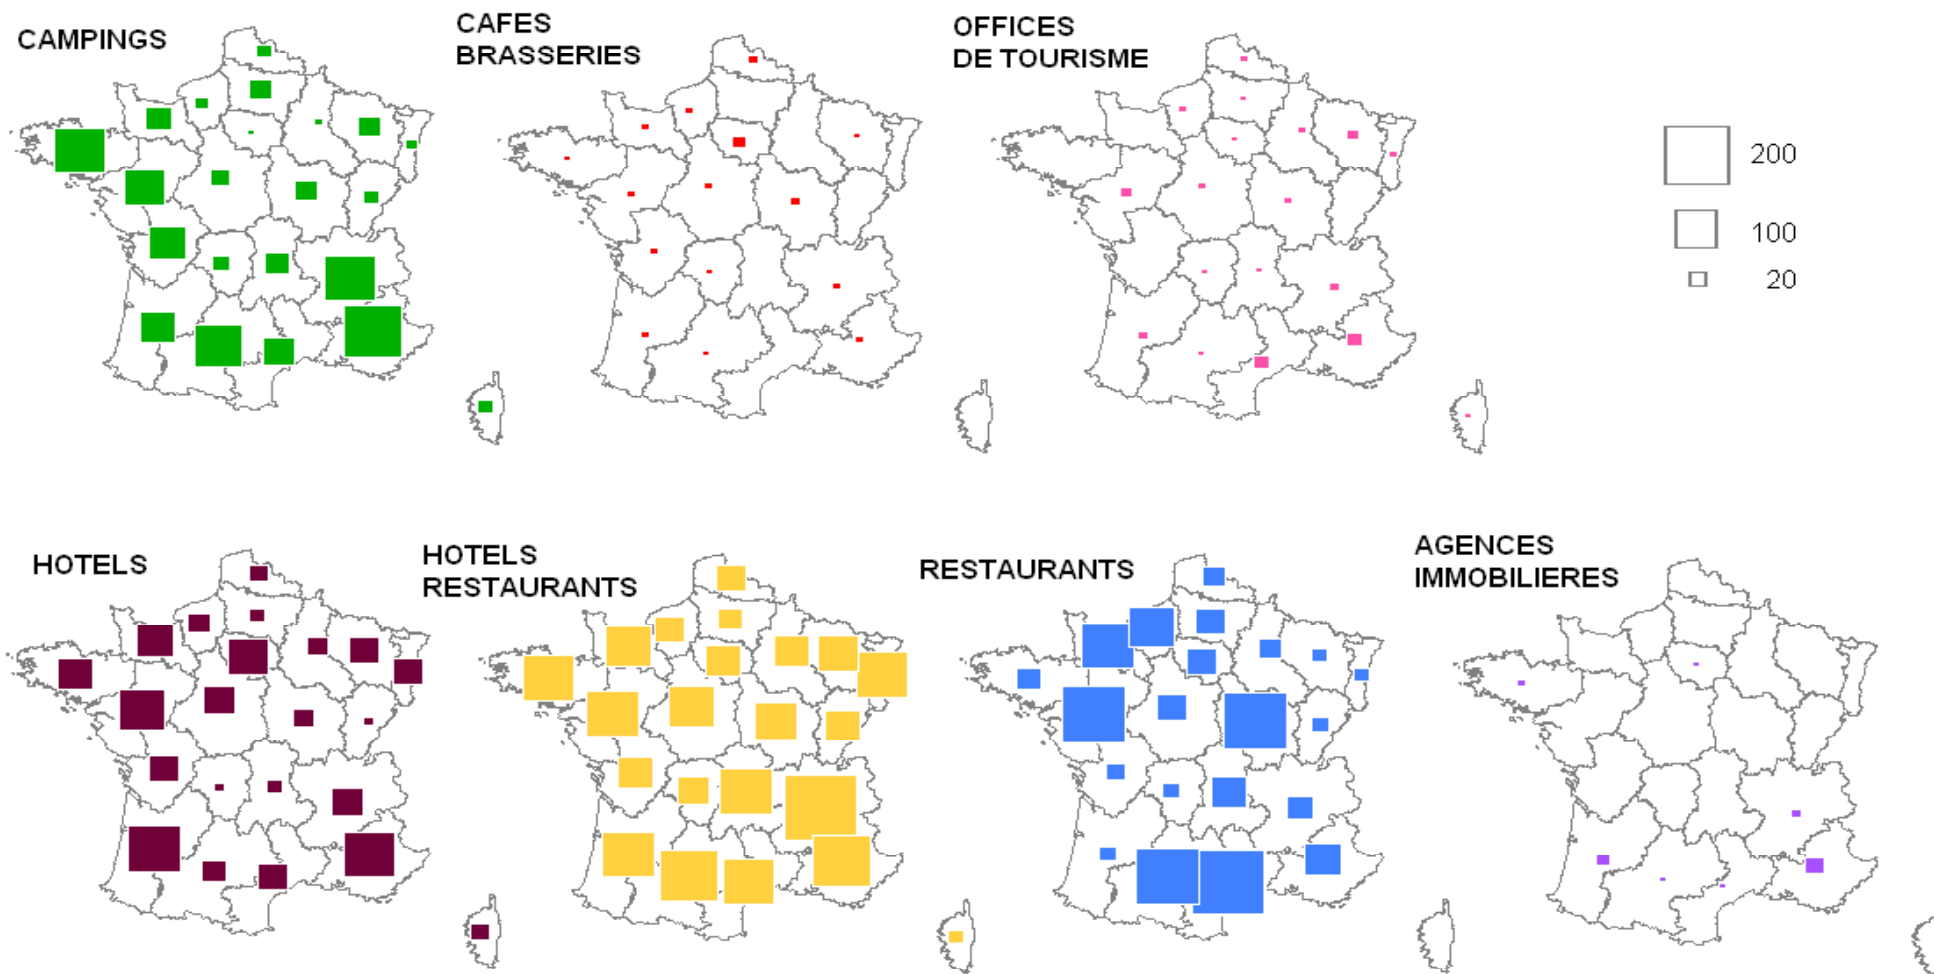 CAMPINGS
CAFES
BRASSERIES
OFFICES
DE TOURISME
200
100
20
HOTELS
HOTELS
RESTAURANTS
RESTAURANTS
AGENCES
IMMOBILIERES